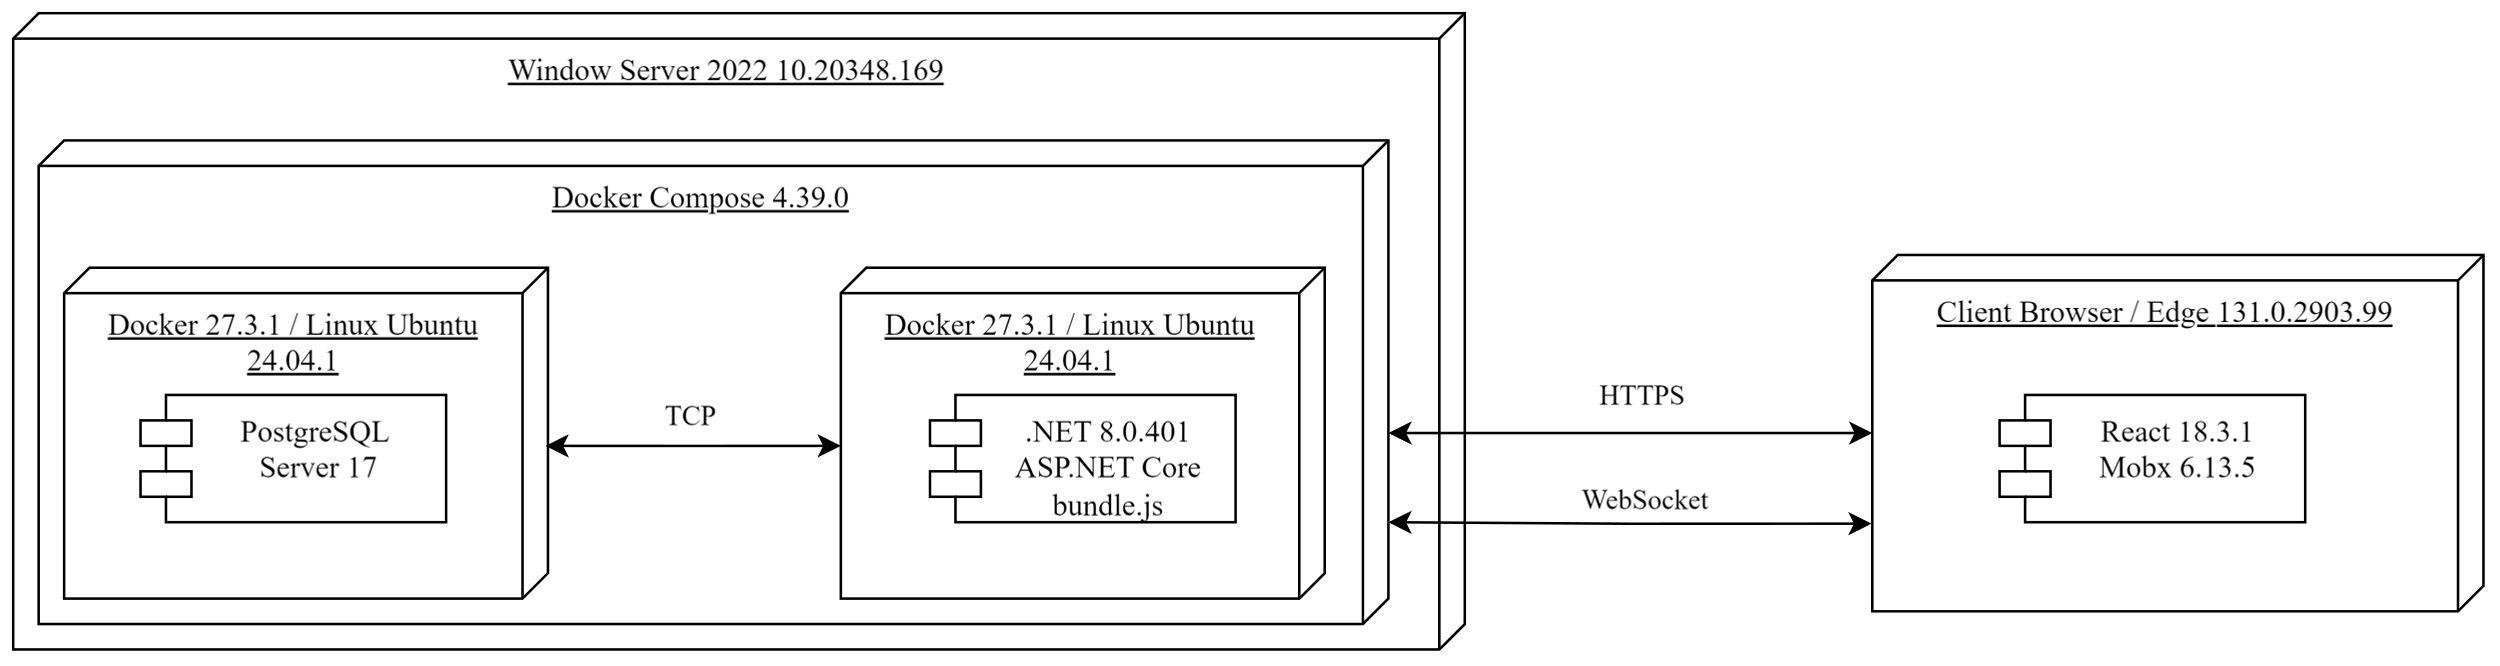 Window Server 2022 10.20348.169
Docker Compose 4.39.0
Docker 27.3.1 / Linux Ubuntu
24.04.1
PostgreSQL
Server 17
TCP
Docker 27.3.1 / Linux Ubuntu
24.04.1
.NET 8.0.401
ASP.NET Core
bundle.js
HTTPS
WebSocket
Client Browser / Edge 131.0.2903.99
React 18.3.1
Mobx 6.13.5